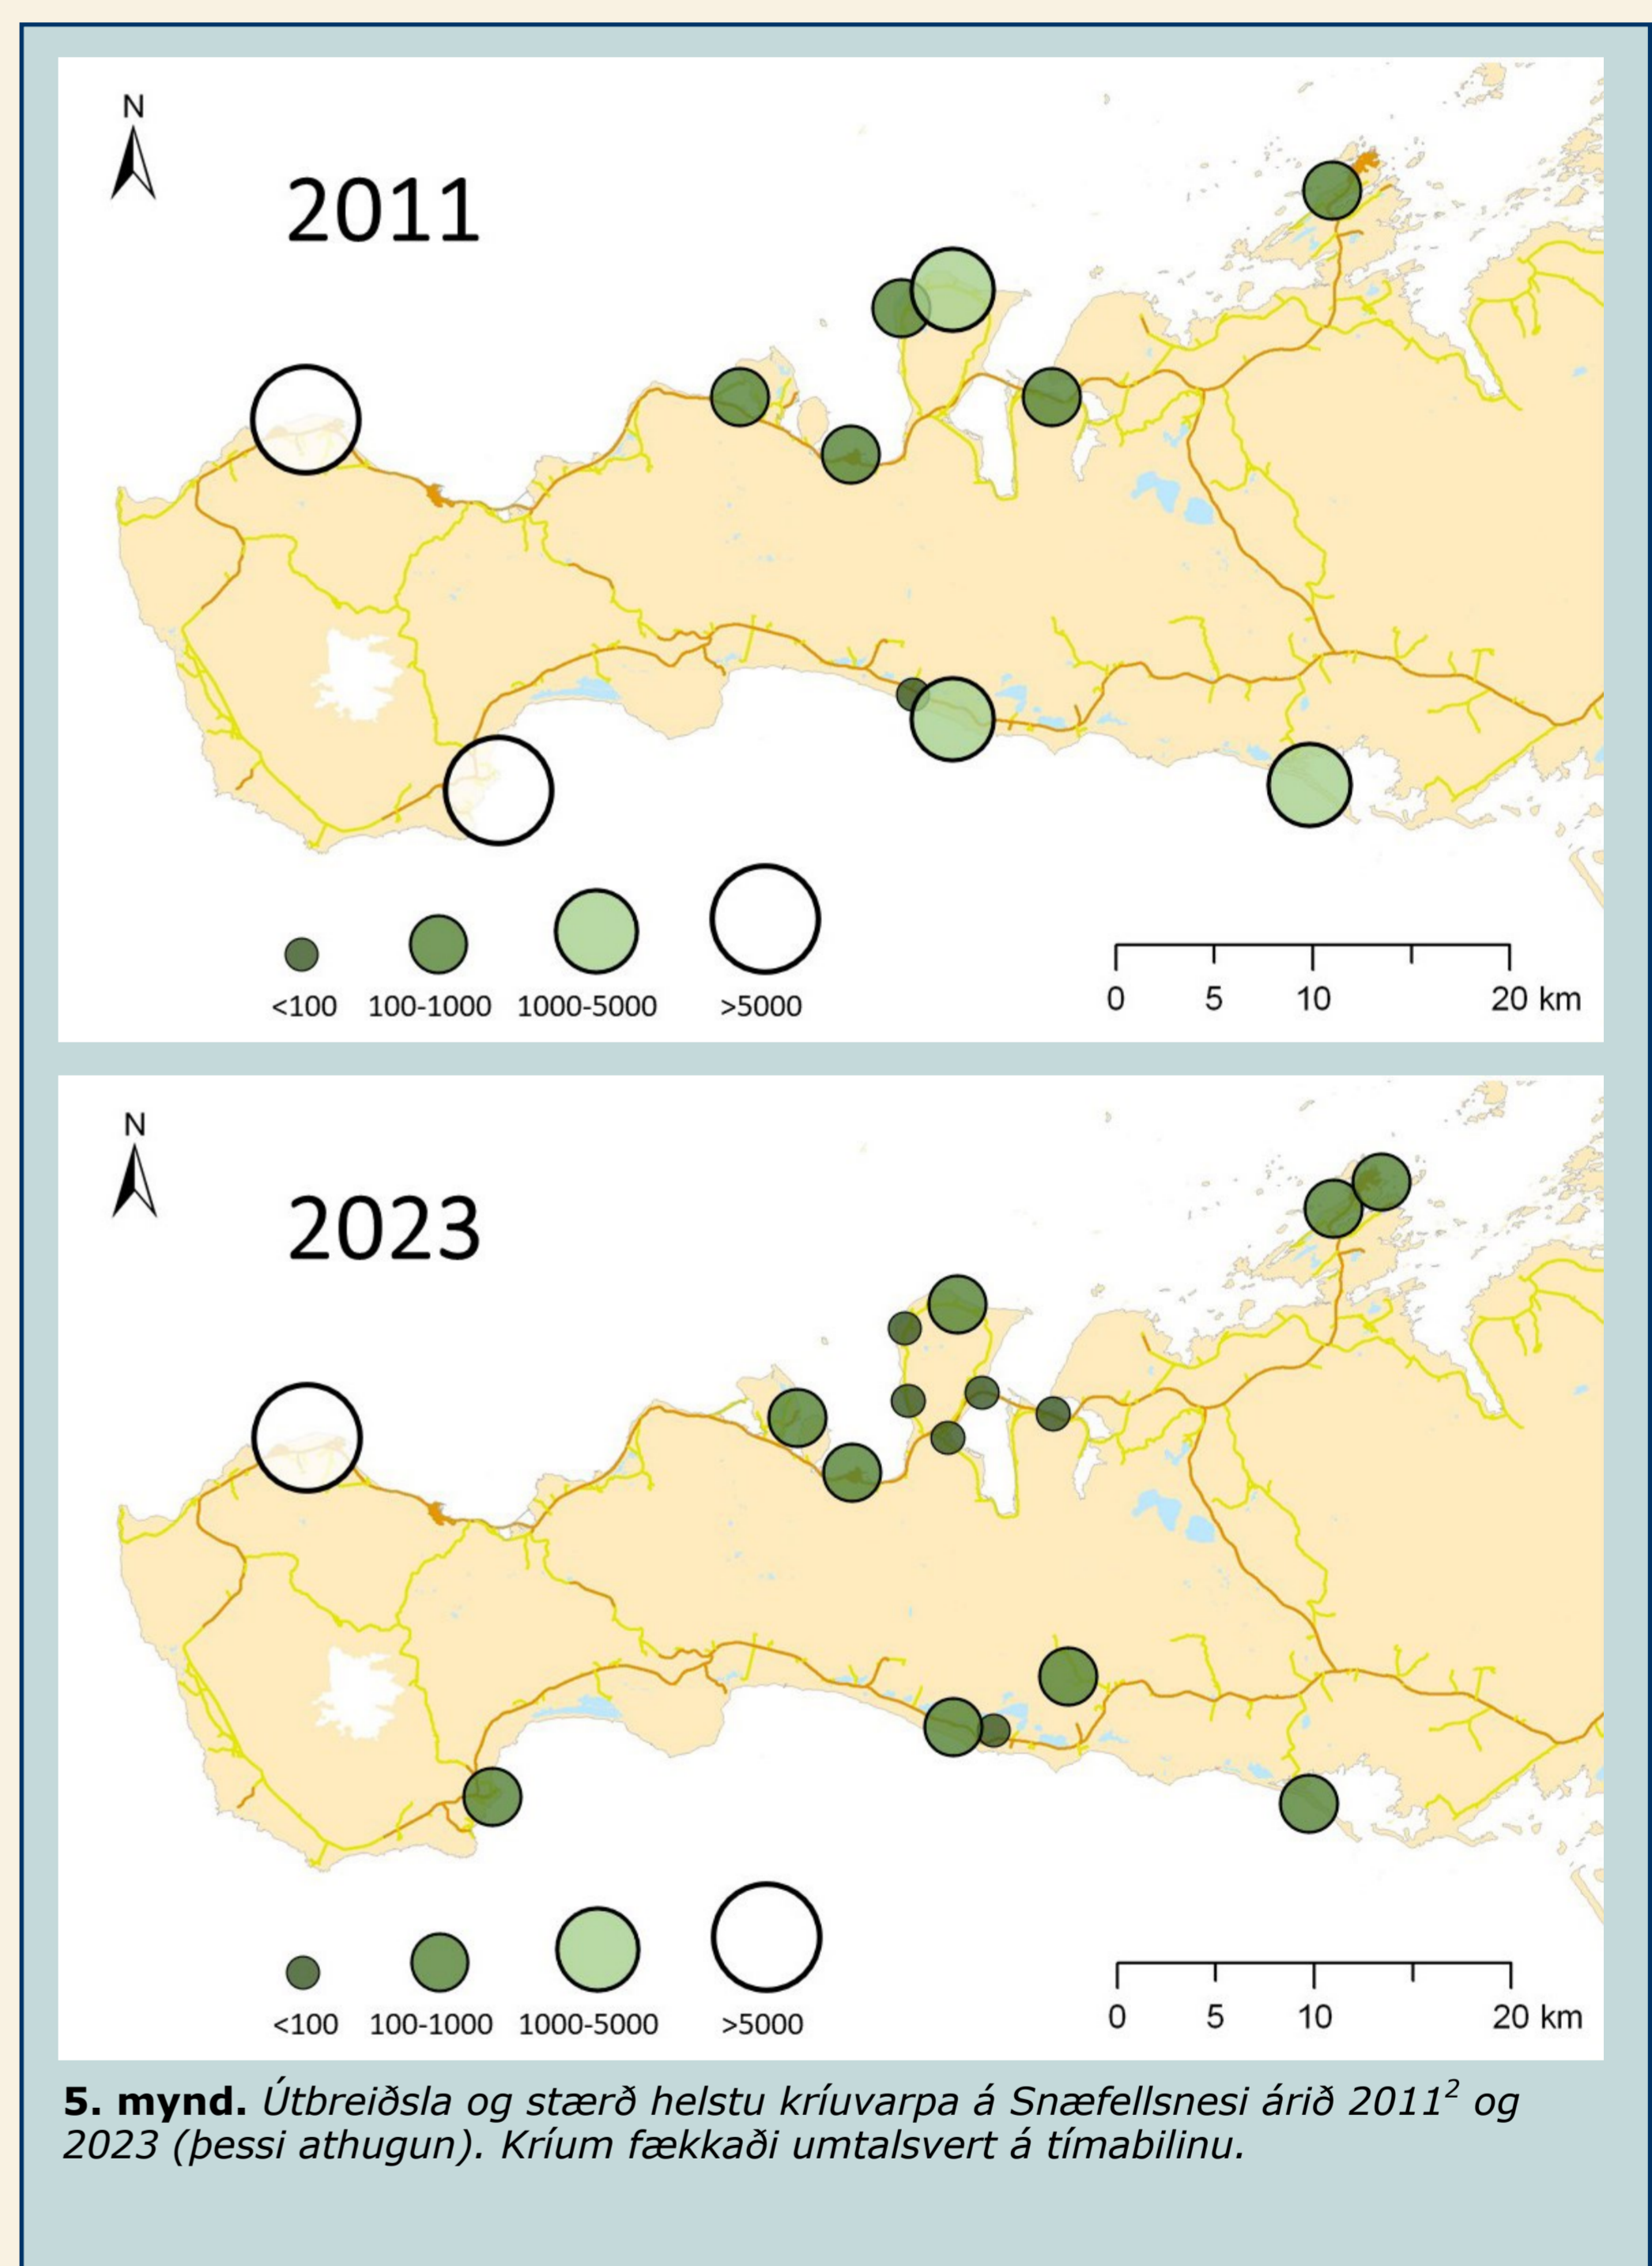 N
2011
<100 100-1000 1000-5000 >5000
0 5 10 20 km
N
2023
<100 100-1000 1000-5000 >5000
0 5 10 20 km
5. mynd. Útbreiðsla og stærð helstu kríuvarpa á Snæfellsnesi árið 2011² og
2023 (þessi athugun). Kríum fækkaði umtalsvert á tímabilinu.